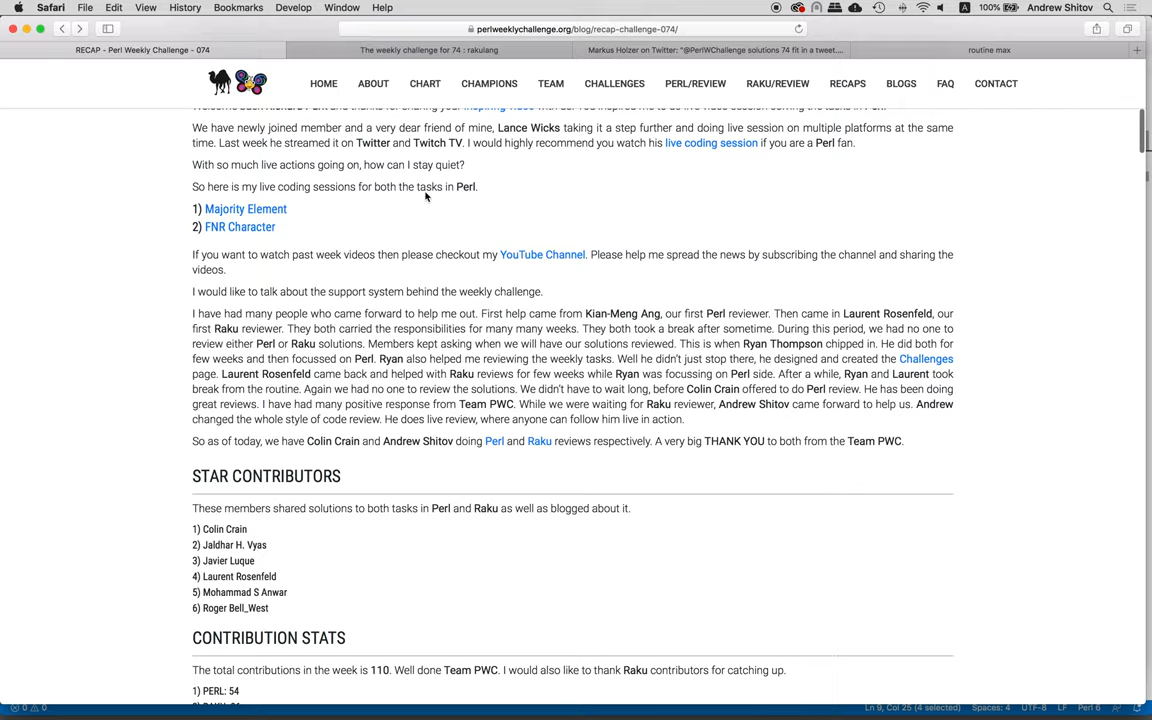 Safari File Edit View History Bookmarks Develop Window Help 100% A Andrew Shitov
perlweeklychallenge.org/blog/recap-challenge-074/
RECAP - Perl Weekly Challenge - 074
The weekly challenge for 74 : rakulang
Markus Holzer on Twitter: "@PerlWChallenge solutions 74 fit in a tweet....
routine max
HOME ABOUT CHART CHAMPIONS TEAM CHALLENGES PERL/REVIEW RAKU/REVIEW RECAPS BLOGS FAQ CONTACT
We have newly joined member and a very dear friend of mine, Lance Wicks taking it a step further and doing live session on multiple platforms at the same
time. Last week he streamed it on Twitter and Twitch TV. I would highly recommend you watch his live coding session if you are a Perl fan.
With so much live actions going on, how can I stay quiet?
So here is my live coding sessions for both the tasks in Perl.
1) Majority Element
2) FNR Character
If you want to watch past week videos then please checkout my YouTube Channel. Please help me spread the news by subscribing the channel and sharing the
videos.
I would like to talk about the support system behind the weekly challenge.
I have had many people who came forward to help me out. First help came from Kian-Meng Ang, our first Perl reviewer. Then came in Laurent Rosenfeld, our
first Raku reviewer. They both carried the responsibilities for many many weeks. They both took a break after sometime. During this period, we had no one to
review either Perl or Raku solutions. Members kept asking when we will have our solutions reviewed. This is when Ryan Thompson chipped in. He did both for
few weeks and then focussed on Perl. Ryan also helped me reviewing the weekly tasks. Well he didn't just stop there, he designed and created the Challenges
page. Laurent Rosenfeld came back and helped with Raku reviews for few weeks while Ryan was focussing on Perl side. After a while, Ryan and Laurent took
break from the routine. Again we had no one to review the solutions. We didn't have to wait long, before Colin Crain offered to do Perl review. He has been doing
great reviews. I have had many positive response from Team PWC. While we were waiting for Raku reviewer, Andrew Shitov came forward to help us. Andrew
changed the whole style of code review. He does live review, where anyone can follow him live in action.
So as of today, we have Colin Crain and Andrew Shitov doing Perl and Raku reviews respectively. A very big THANK YOU to both from the Team PWC.
STAR CONTRIBUTORS
These members shared solutions to both tasks in Perl and Raku as well as blogged about it.
1) Colin Crain
2) Jaldhar H. Vyas
3) Javier Luque
4) Laurent Rosenfeld
5) Mohammad S Anwar
6) Roger Bell_West
CONTRIBUTION STATS
The total contributions in the week is 110. Well done Team PWC. I would also like to thank Raku contributors for catching up.
1) PERL: 54
0 0 Ln 9, Col 25 (4 selected) Spaces: 4 UTF-8 LF Perl 6